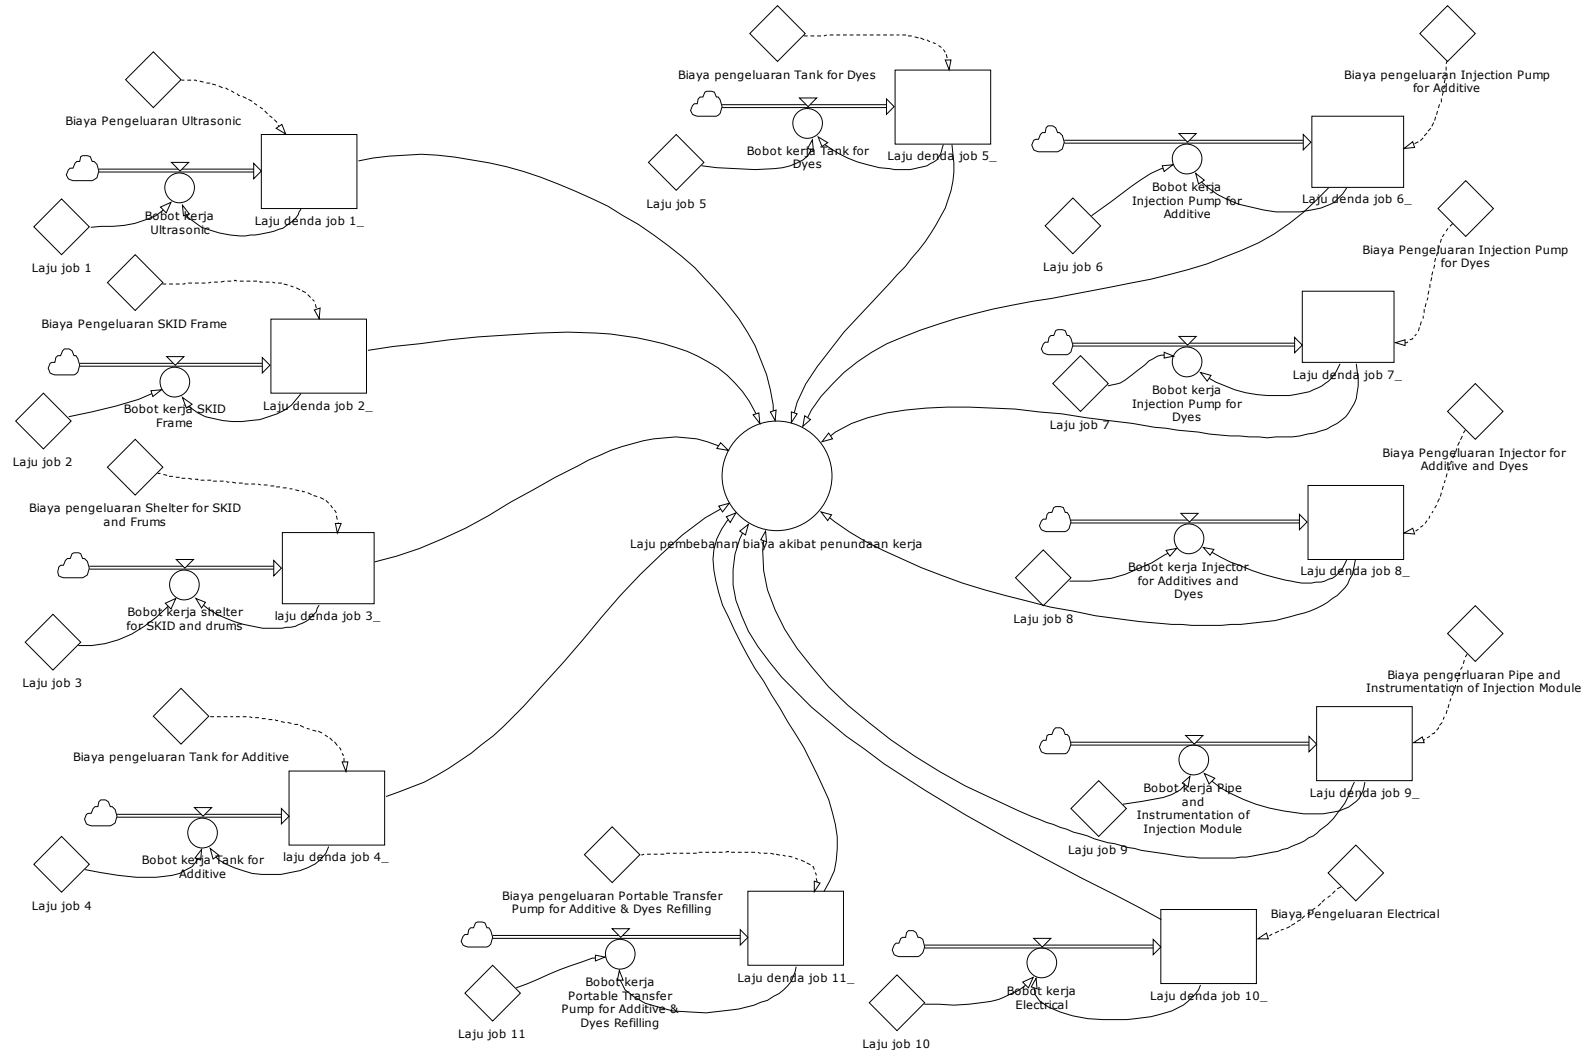 Biaya Pengeluaran Ultrasonic
Laju denda job 1_
Bobot kerja
Ultrasonic
Laju job 1
Biaya Pengeluaran SKID Frame
Laju denda job 2_
Bobot kerja SKID
Frame
Laju job 2
Biaya pengeluaran Shelter for SKID
and Frums
laju denda job 3_
Bobot kerja shelter
for SKID and drums
Laju job 3
Biaya pengeluaran Tank for Additive
laju denda job 4_
Bobot kerja Tank for
Additive
Laju job 4
Biaya pengeluaran Tank for Dyes
Laju denda job 5_
Bobot kerja Tank for
Dyes
Laju job 5
Biaya pengeluaran Injection Pump
for Additive
Laju denda job 6_
Bobot kerja
Injection Pump for
Additive
Laju job 6
Biaya Pengeluaran Injection Pump
for Dyes
Laju denda job 7_
Bobot kerja
Injection Pump for
Dyes
Laju job 7
Biaya Pengeluaran Injector for
Additive and Dyes
Laju pembebanan biaya akibat penundaan kerja
Laju denda job 8_
Bobot kerja Injector
for Additives and
Dyes
Laju job 8
Biaya pengerluaran Pipe and
Instrumentation of Injection Module
Laju denda job 9_
Bobot kerja Pipe
and
Instrumentation of
Injection Module
Laju job 9
Biaya Pengeluaran Electrical
Laju denda job 10_
Bobot kerja
Electrical
Laju job 10
Biaya pengeluaran Portable Transfer
Pump for Additive & Dyes Refilling
Laju denda job 11_
Bobot kerja
Portable Transfer
Pump for Additive &
Dyes Refilling
Laju job 11